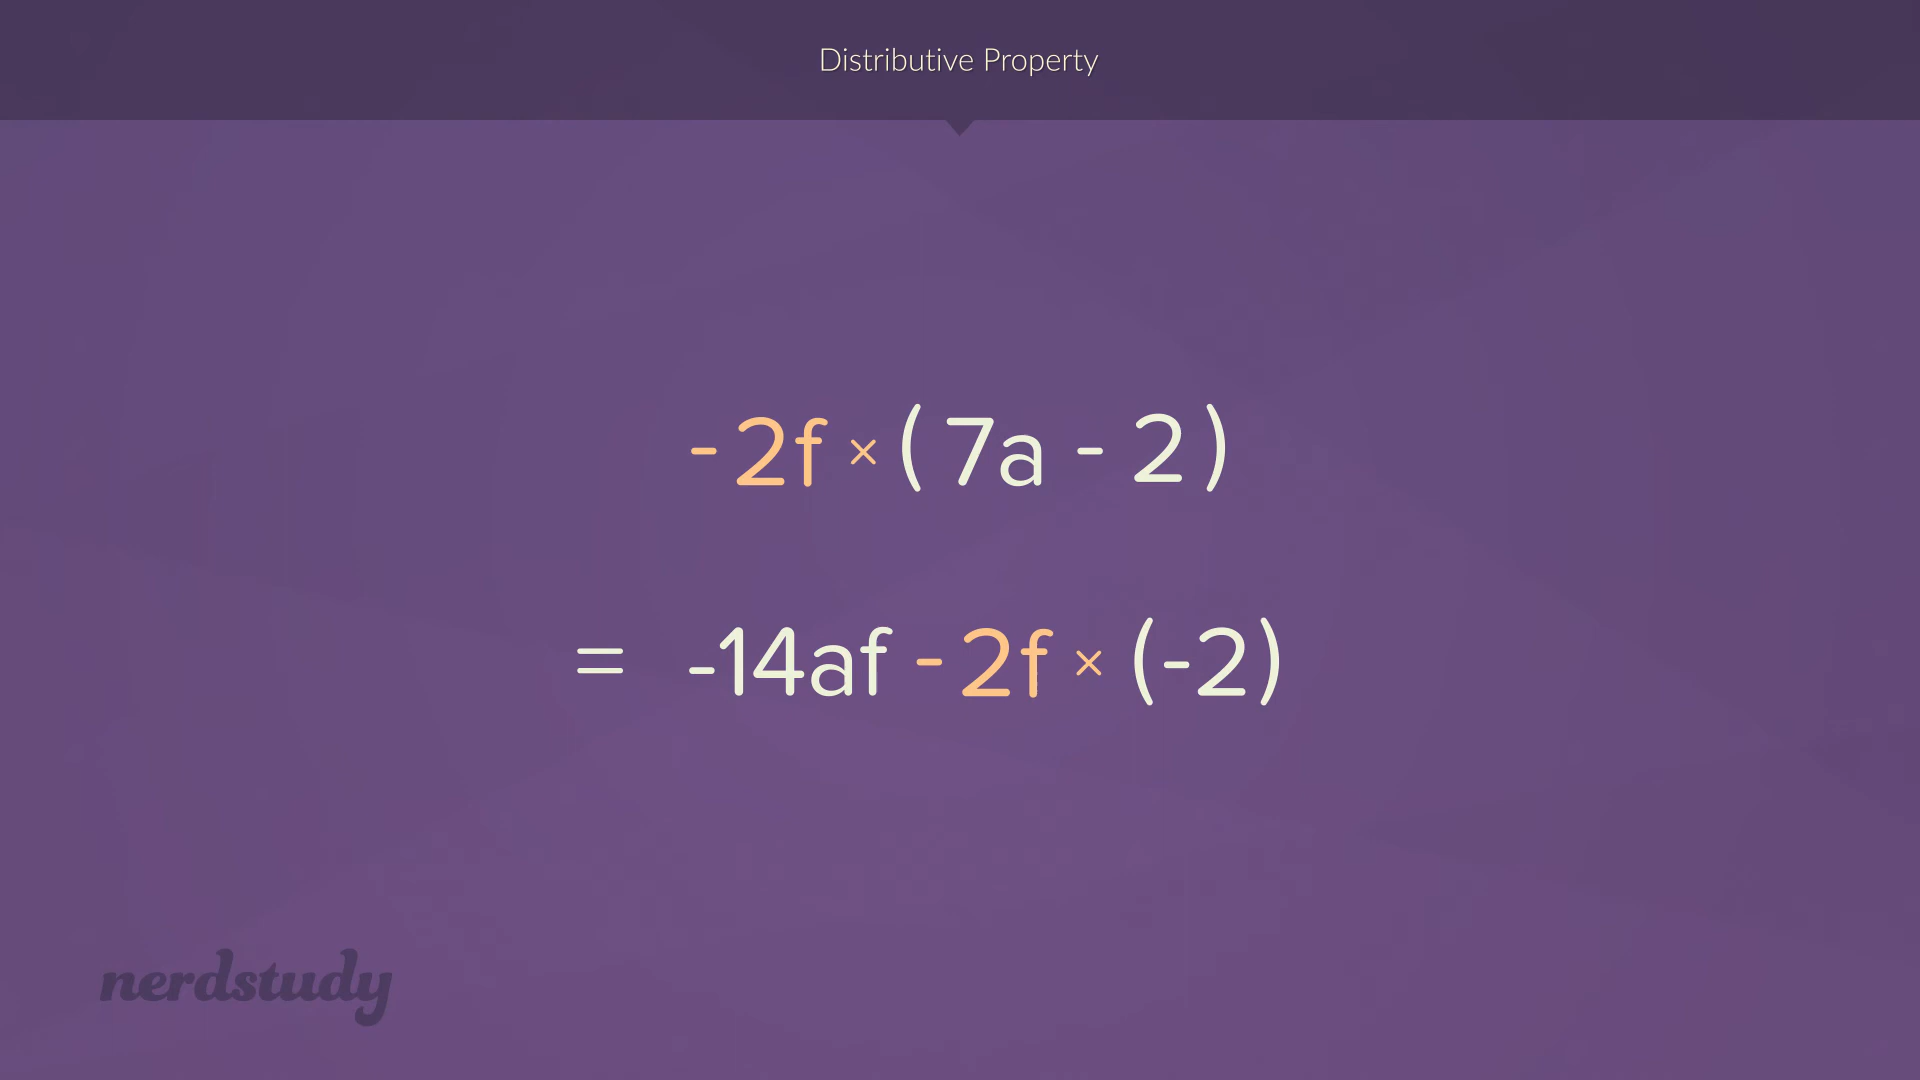 Distributive Property
- 2f × ( 7a - 2 )
= -14af - 2f × (-2)
nerdstudy